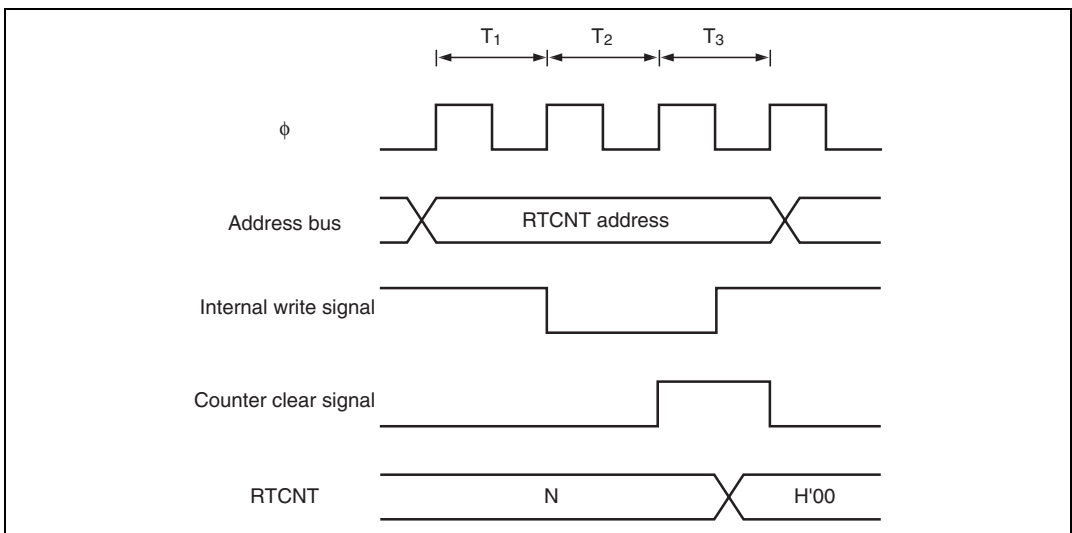 T1 T2 T3
φ
Address bus RTCNT address
Internal write signal
Counter clear signal
RTCNT N H'00